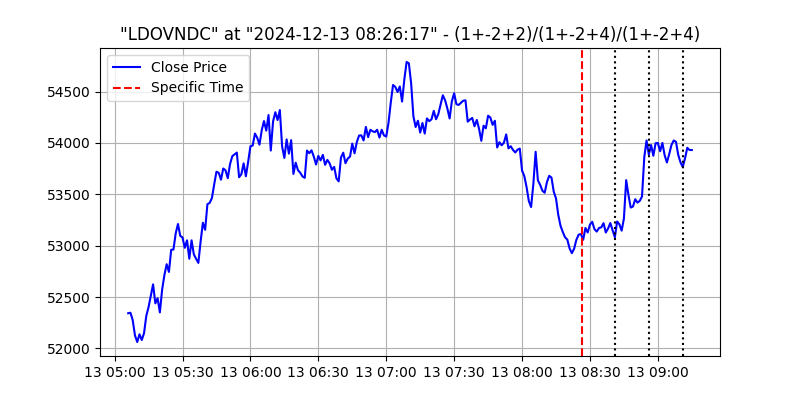 "LDOVNDC" at "2024-12-13 08:26:17" - (1+-2+2)/(1+-2+4)/(1+-2+4)
Close Price
Specific Time
54500
54000
53500
53000
52500
52000
13 05:00 13 05:30 13 06:00 13 06:30 13 07:00 13 07:30 13 08:00 13 08:30 13 09:00